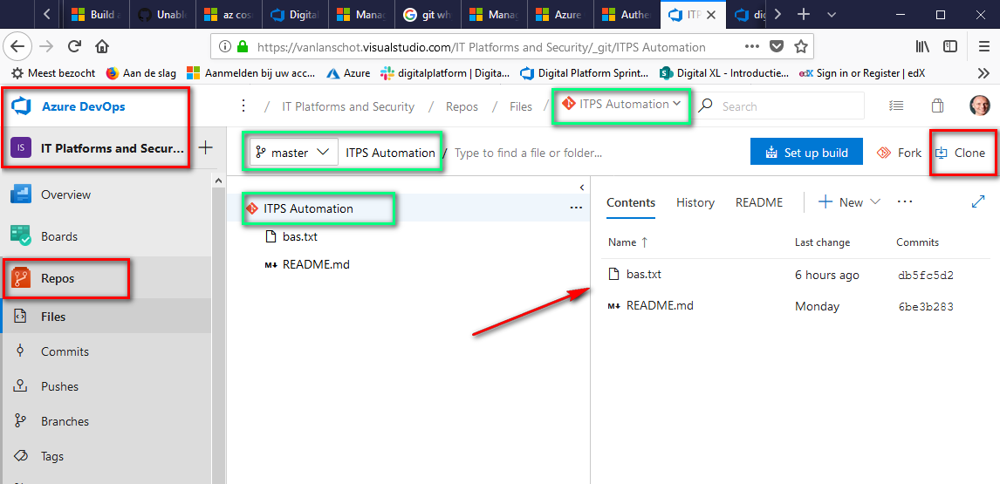 Build a
Unable
az cos
Digital
Manag
git wh
Manag
Azure
Authe
ITP
dig
https://vanlanschot.visualstudio.com/IT Platforms and Security/_git/ITPS Automation
Meest bezocht
Aan de slag
Aanmelden bij uw acc...
Azure
digitalplatform | Digita...
Digital Platform Sprint...
Digital XL - Introductie...
edX Sign in or Register | edX
Azure DevOps
/ IT Platforms and Security / Repos / Files / ITPS Automation
Search
IS IT Platforms and Secur...
master
ITPS Automation / Type to find a file or folder...
Set up build
Fork
Clone
Overview
Boards
Repos
Files
Commits
Pushes
Branches
Tags
ITPS Automation
bas.txt
M↓ README.md
Contents
History
README
New
Name ↑
Last change
Commits
bas.txt
6 hours ago
db5fc5d2
M↓ README.md
Monday
6be3b283